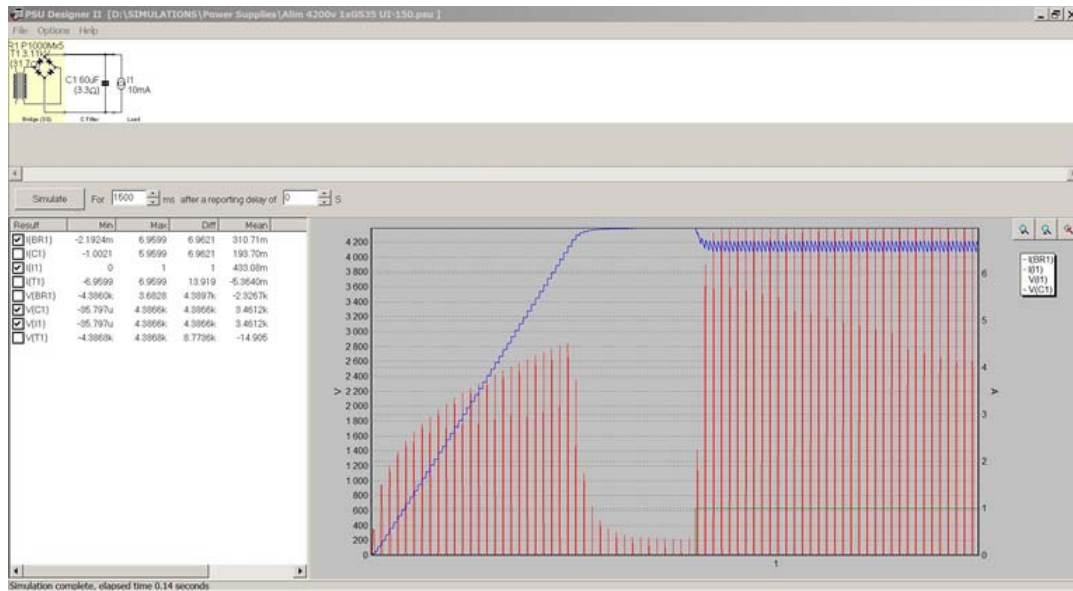 PSU Designer II [D:\SIMULATIONS\Power Supplies\Alim 4200v 1xGS35 UI-150.psu ]
File Options Help
R1 P1000Mx5
T1 3.11kV
(31.7Ω)
C1 60uF
(3.3Ω)
I1
10mA
C Filter
Load
Simulate For 1500 ms after a reporting delay of 0 S
Result Min Max Diff Mean
I(BR1) -2.1924m 6.9599 6.9621 310.71m
I(C1) -1.0021 5.9599 6.9621 193.70m
I(I1) 0 1 1 433.08m
I(T1) -6.9599 6.9599 13.919 -5.3640m
V(BR1) -4.3860k 3.6828 4.3897k -2.3267k
V(C1) -35.797u 4.3866k 4.3866k 3.4612k
V(I1) -35.797u 4.3866k 4.3866k 3.4612k
V(T1) -4.3868k 4.3868k 8.7736k -14.905
4 200
4 000
3 800
3 600
3 400
3 200
3 000
2 800
2 600
2 400
2 200
2 000
1 800
1 600
1 400
1 200
1 000
800
600
400
200
0
V
t
6
5
4
3
2
1
0
A
I(BR1)
I(I1)
V(I1)
V(C1)
Simulation complete, elapsed time 0.14 seconds